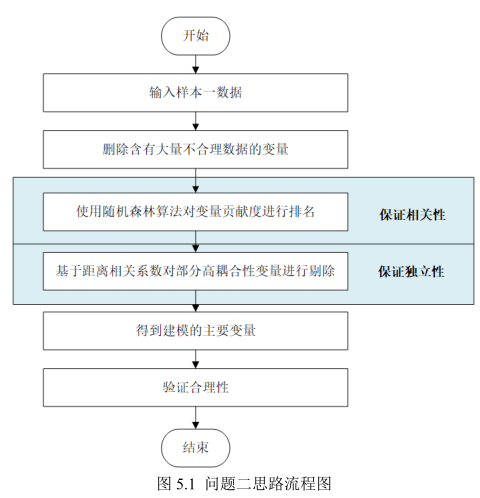 开始
输入样本一数据
删除含有大量不合理数据的变量
使用随机森林算法对变量贡献度进行排名
保证相关性
基于距离相关系数对部分高耦合性变量进行剔除
保证独立性
得到建模的主要变量
验证合理性
结束
图 5.1 问题二思路流程图